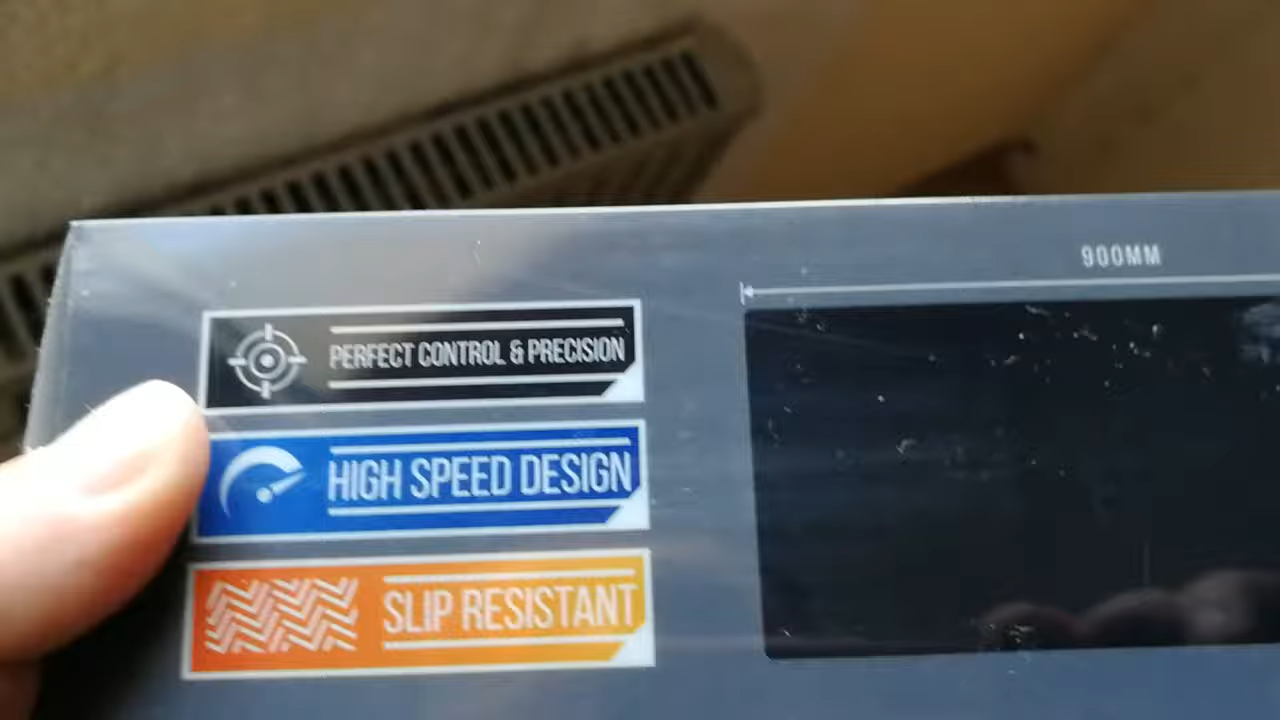 900MM
PERFECT CONTROL & PRECISION
HIGH SPEED DESIGN
SLIP RESISTANT